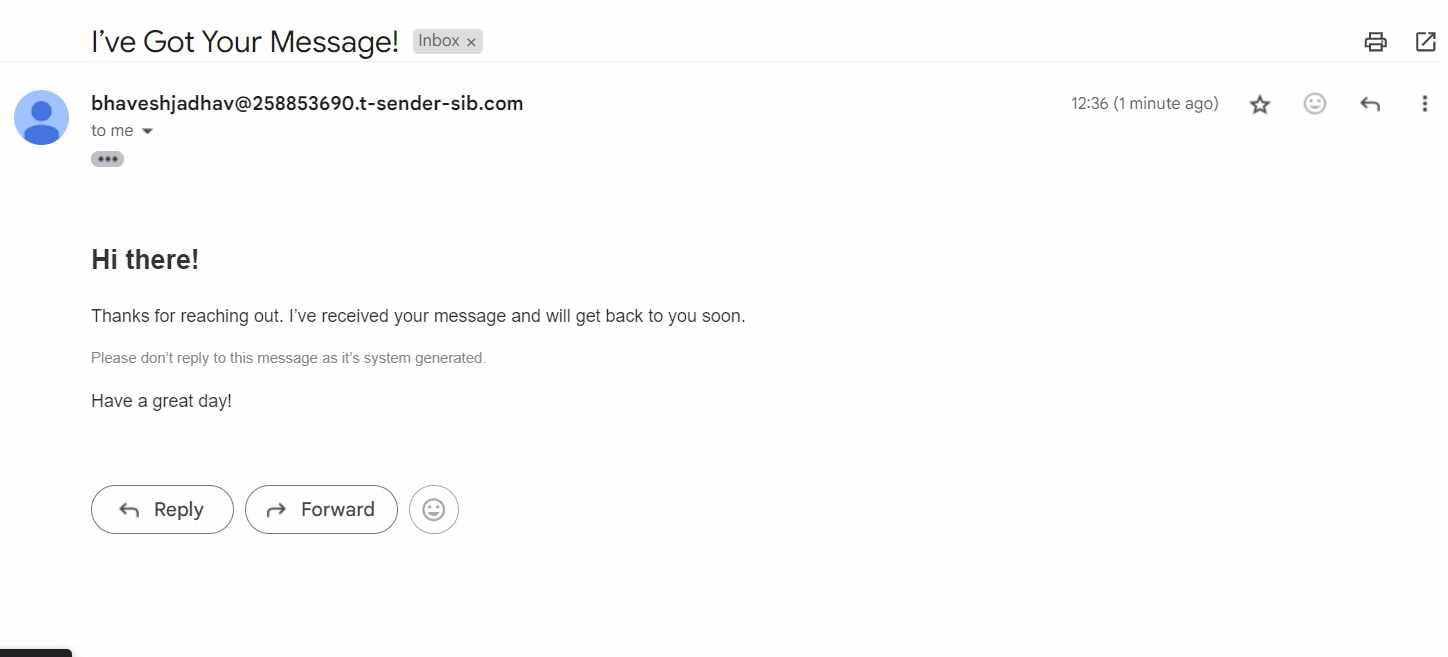 I’ve Got Your Message! Inbox ×
bhaveshjadhav@258853690.t-sender-sib.com 12:36 (1 minute ago)
to me
Hi there!
Thanks for reaching out. I’ve received your message and will get back to you soon.
Please don’t reply to this message as it’s system generated.
Have a great day!
Reply Forward